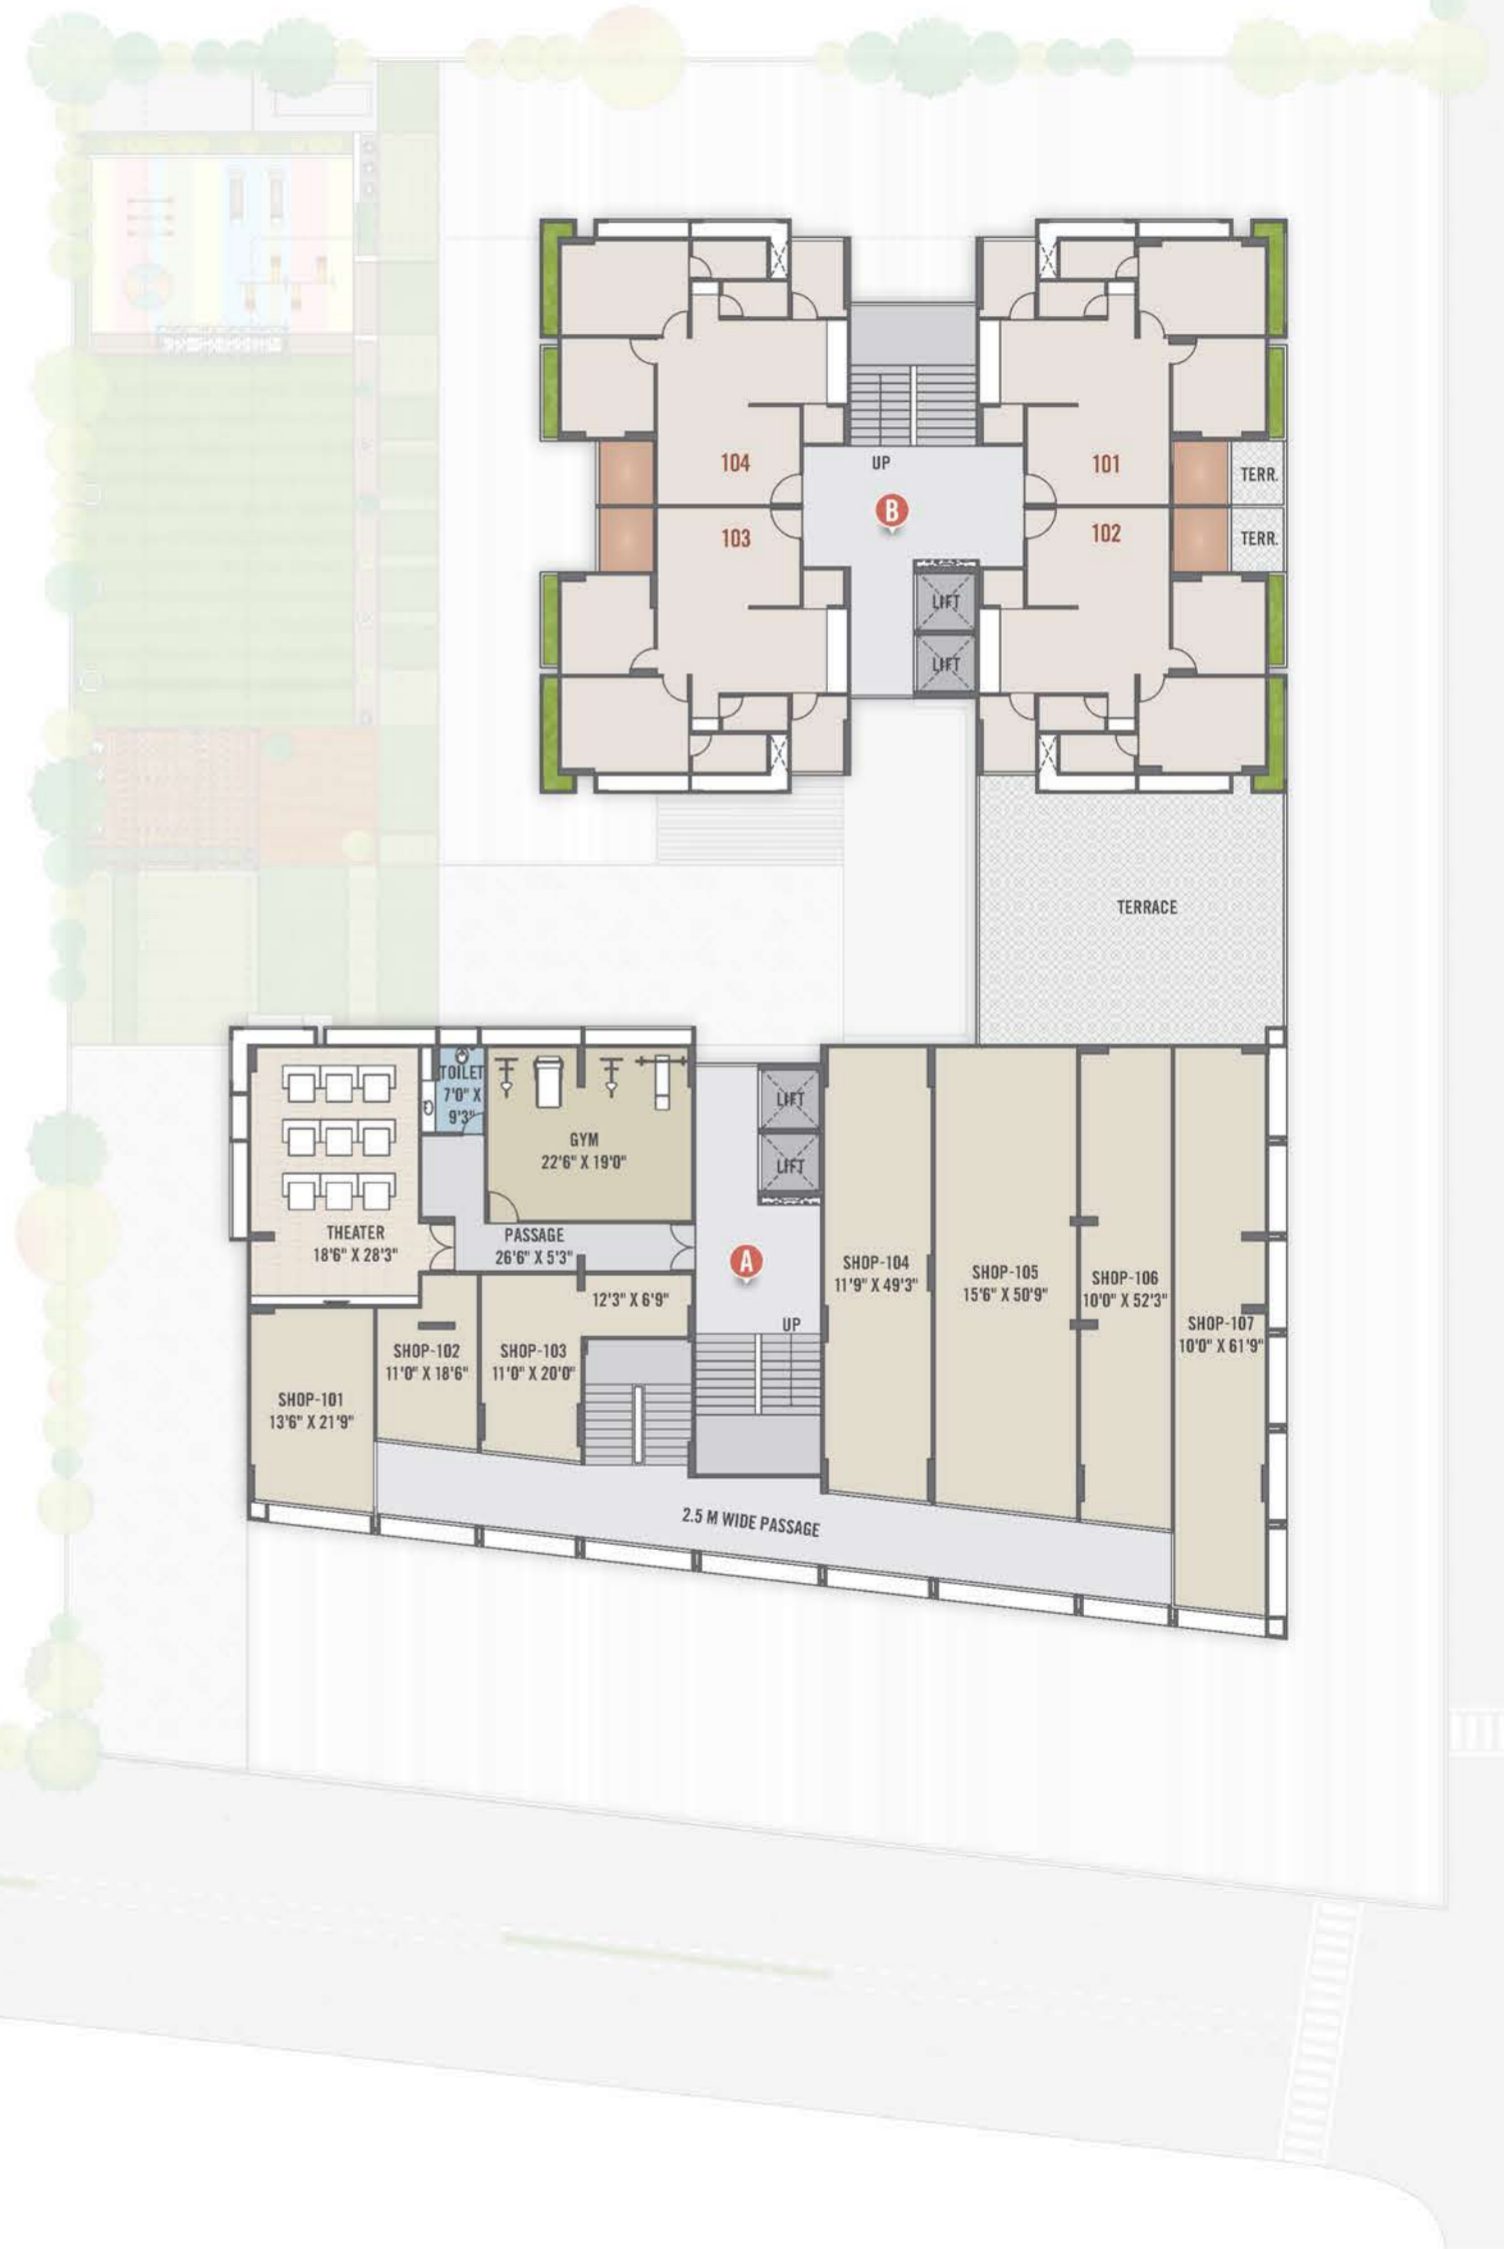 104
UP
101
TERR.
B
103
102
TERR.
LIFT
LIFT
TERRACE
TOILET
7'0" X
9'3"
GYM
22'6" X 19'0"
LIFT
LIFT
THEATER
18'6" X 28'3"
PASSAGE
26'6" X 5'3"
A
12'3" X 6'9"
UP
SHOP-104
11'9" X 49'3"
SHOP-105
15'6" X 50'9"
SHOP-106
10'0" X 52'3"
SHOP-107
10'0" X 61'9"
SHOP-102
11'0" X 18'6"
SHOP-103
11'0" X 20'0"
SHOP-101
13'6" X 21'9"
2.5 M WIDE PASSAGE